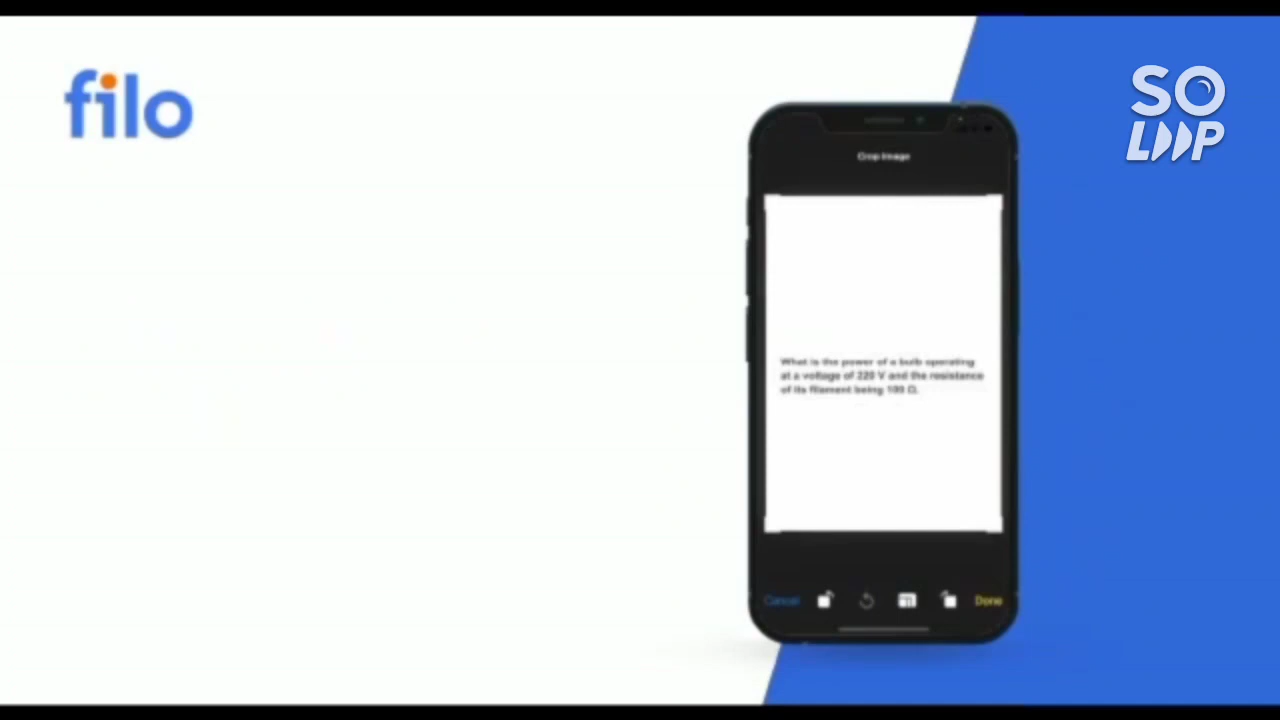 filo
SO
LOOP
Crop Image
What is the power of a bulb operating
at a voltage of 220 V and the resistance
of its filament being 100 Ω.
Cancel
Done